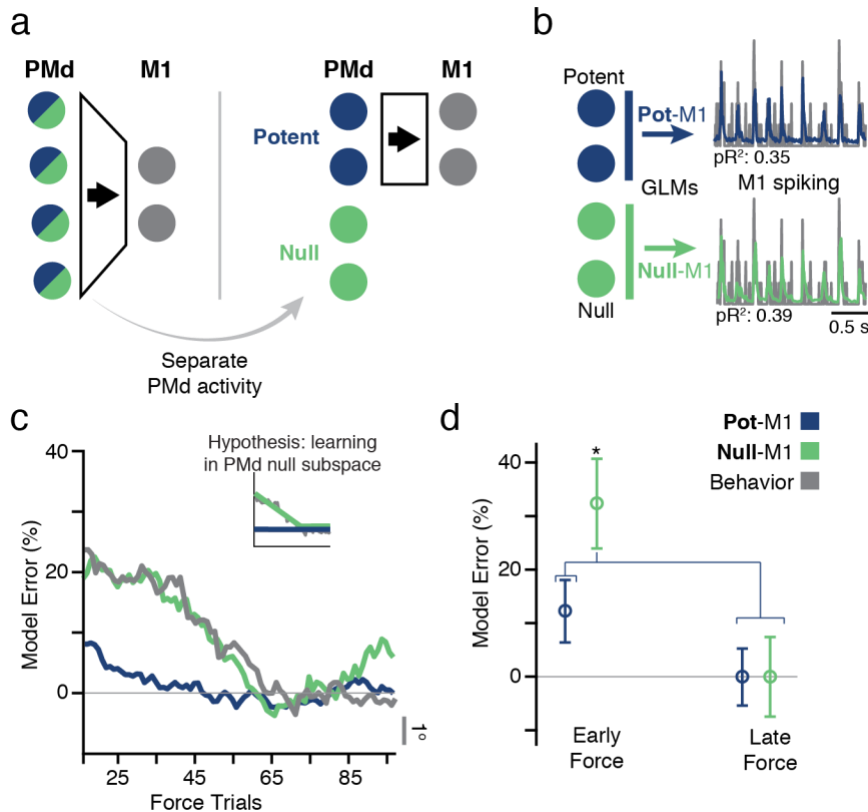 a
PMd M1
PMd M1
Potent
Null
Separate
PMd activity
b
Potent
Pot-M1
pR²: 0.35
GLMs
M1 spiking
Null-M1
Null
pR²: 0.39
0.5 s
c
40
20
0
Model Error (%)
Hypothesis: learning
in PMd null subspace
1°
25 45 65 85
Force Trials
d
Pot-M1
Null-M1
Behavior
40
20
0
Model Error (%)
*
Early
Force
Late
Force